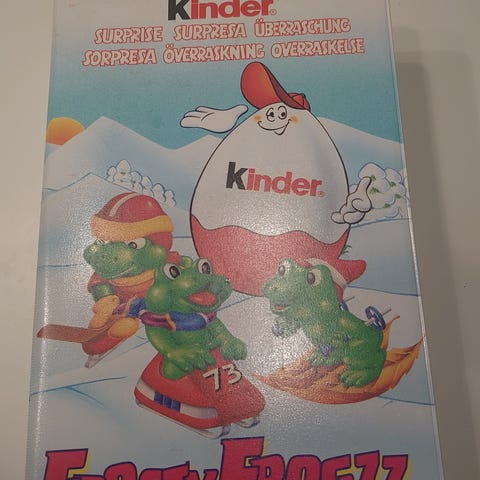 Kinder®
SURPRISE SURPRESA ÜBERRASCHUNG
SORPRESA ÖVERRASKNING OVERRASKELSE
Kinder®
73